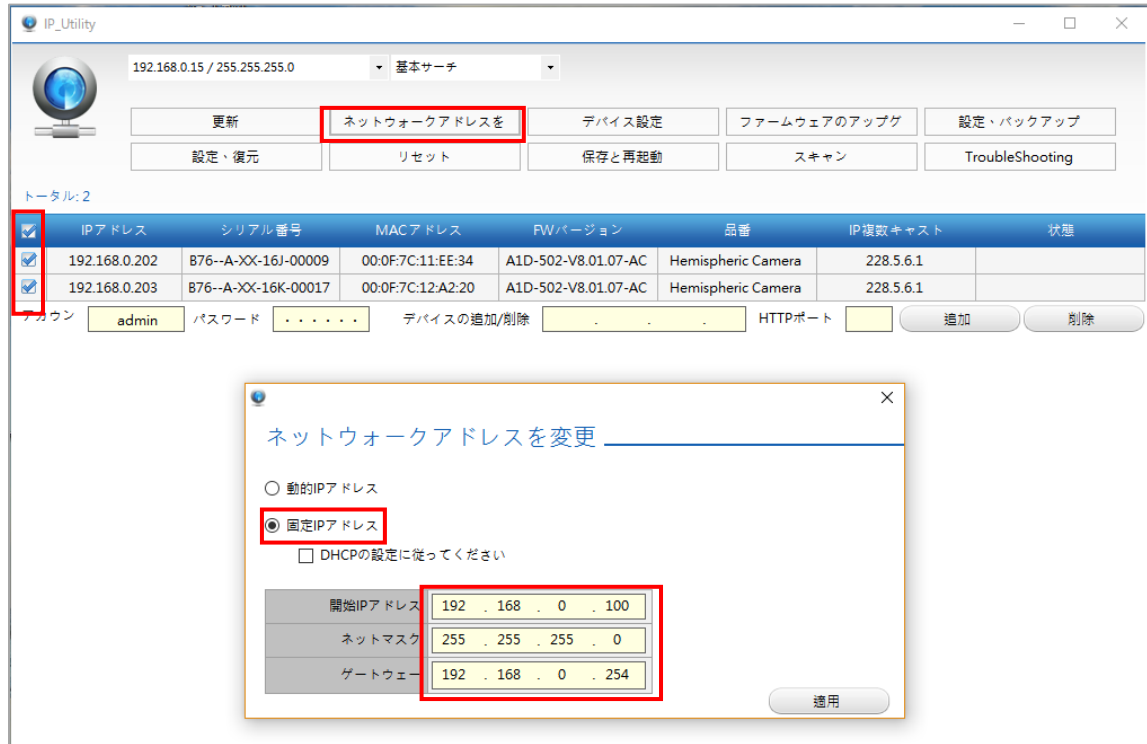 IP_Utility
192.168.0.15 / 255.255.255.0 基本サーチ
更新 ネットウォークアドレスを デバイス設定 ファームウェアのアップグ 設定、バックアップ
設定、復元 リセット 保存と再起動 スキャン TroubleShooting
トータル: 2
IPアドレス シリアル番号 MACアドレス FWバージョン 品番 IP複数キャスト 状態
192.168.0.202 B76--A-XX-16J-00009 00:0F:7C:11:EE:34 A1D-502-V8.01.07-AC Hemispheric Camera 228.5.6.1
192.168.0.203 B76--A-XX-16K-00017 00:0F:7C:12:A2:20 A1D-502-V8.01.07-AC Hemispheric Camera 228.5.6.1
アカウン admin パスワード ...... デバイスの追加/削除 . . . HTTPポート 追加 削除
ネットウォークアドレスを変更
動的IPアドレス
固定IPアドレス
DHCPの設定に従ってください
開始IPアドレス 192 . 168 . 0 . 100
ネットマスク 255 . 255 . 255 . 0
ゲートウェー 192 . 168 . 0 . 254
適用